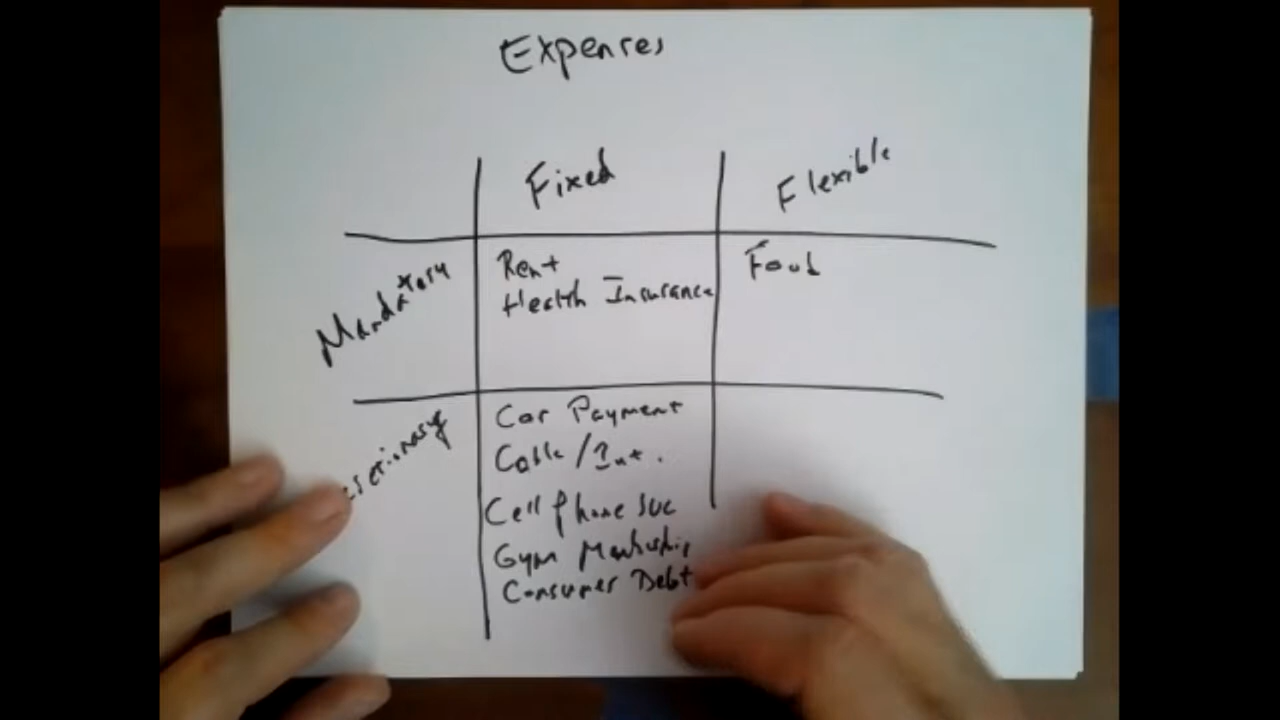 Expenses
Fixed
Flexible
Mandatory
Rent
Health Insurance
Food
Car Payment
Cable / Int.
Cell phone svc
Gym Membership
Consumer Debt